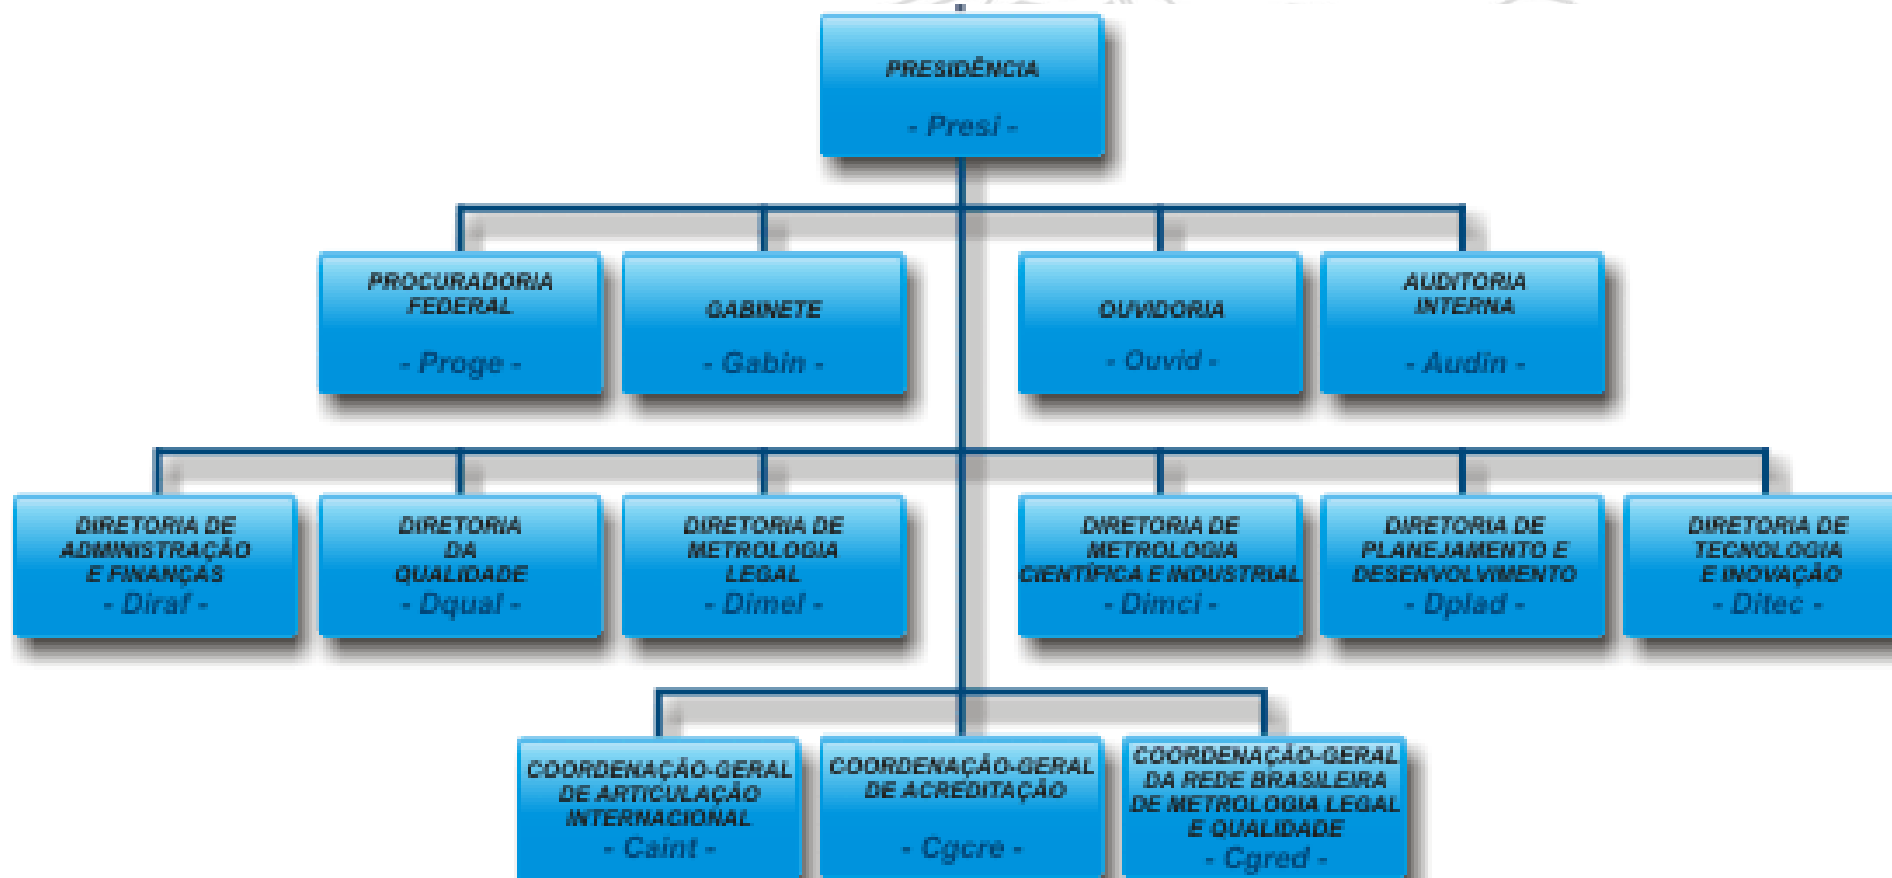 PRESIDÊNCIA
- Presi -
PROCURADORIA
FEDERAL
- Proge -
GABINETE
- Gabin -
OUVIDORIA
- Ouvid -
AUDITORIA
INTERNA
- Audin -
DIRETORIA DE
ADMINISTRAÇÃO
E FINANÇAS
- Diraf -
DIRETORIA
DA
QUALIDADE
- Dqual -
DIRETORIA DE
METROLOGIA
LEGAL
- Dimel -
DIRETORIA DE
METROLOGIA
CIENTÍFICA E INDUSTRIAL
- Dimci -
DIRETORIA DE
PLANEJAMENTO E
DESENVOLVIMENTO
- Dplad -
DIRETORIA DE
TECNOLOGIA
E INOVAÇÃO
- Ditec -
COORDENAÇÃO-GERAL
DE ARTICULAÇÃO
INTERNACIONAL
- Caint -
COORDENAÇÃO-GERAL
DE ACREDITAÇÃO
- Cgcre -
COORDENAÇÃO-GERAL
DA REDE BRASILEIRA
DE METROLOGIA LEGAL
E QUALIDADE
- Cgred -